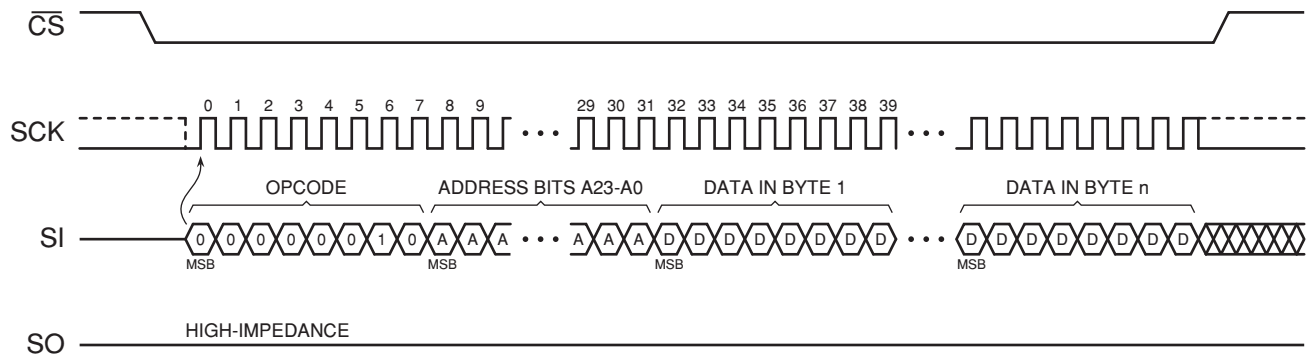 CS
0 1 2 3 4 5 6 7 8 9 29 30 31 32 33 34 35 36 37 38 39
SCK
OPCODE ADDRESS BITS A23-A0 DATA IN BYTE 1 DATA IN BYTE n
SI 0 0 0 0 0 0 1 0 A A A A A A D D D D D D D D D D D D D D D D
MSB MSB MSB MSB
HIGH-IMPEDANCE
SO